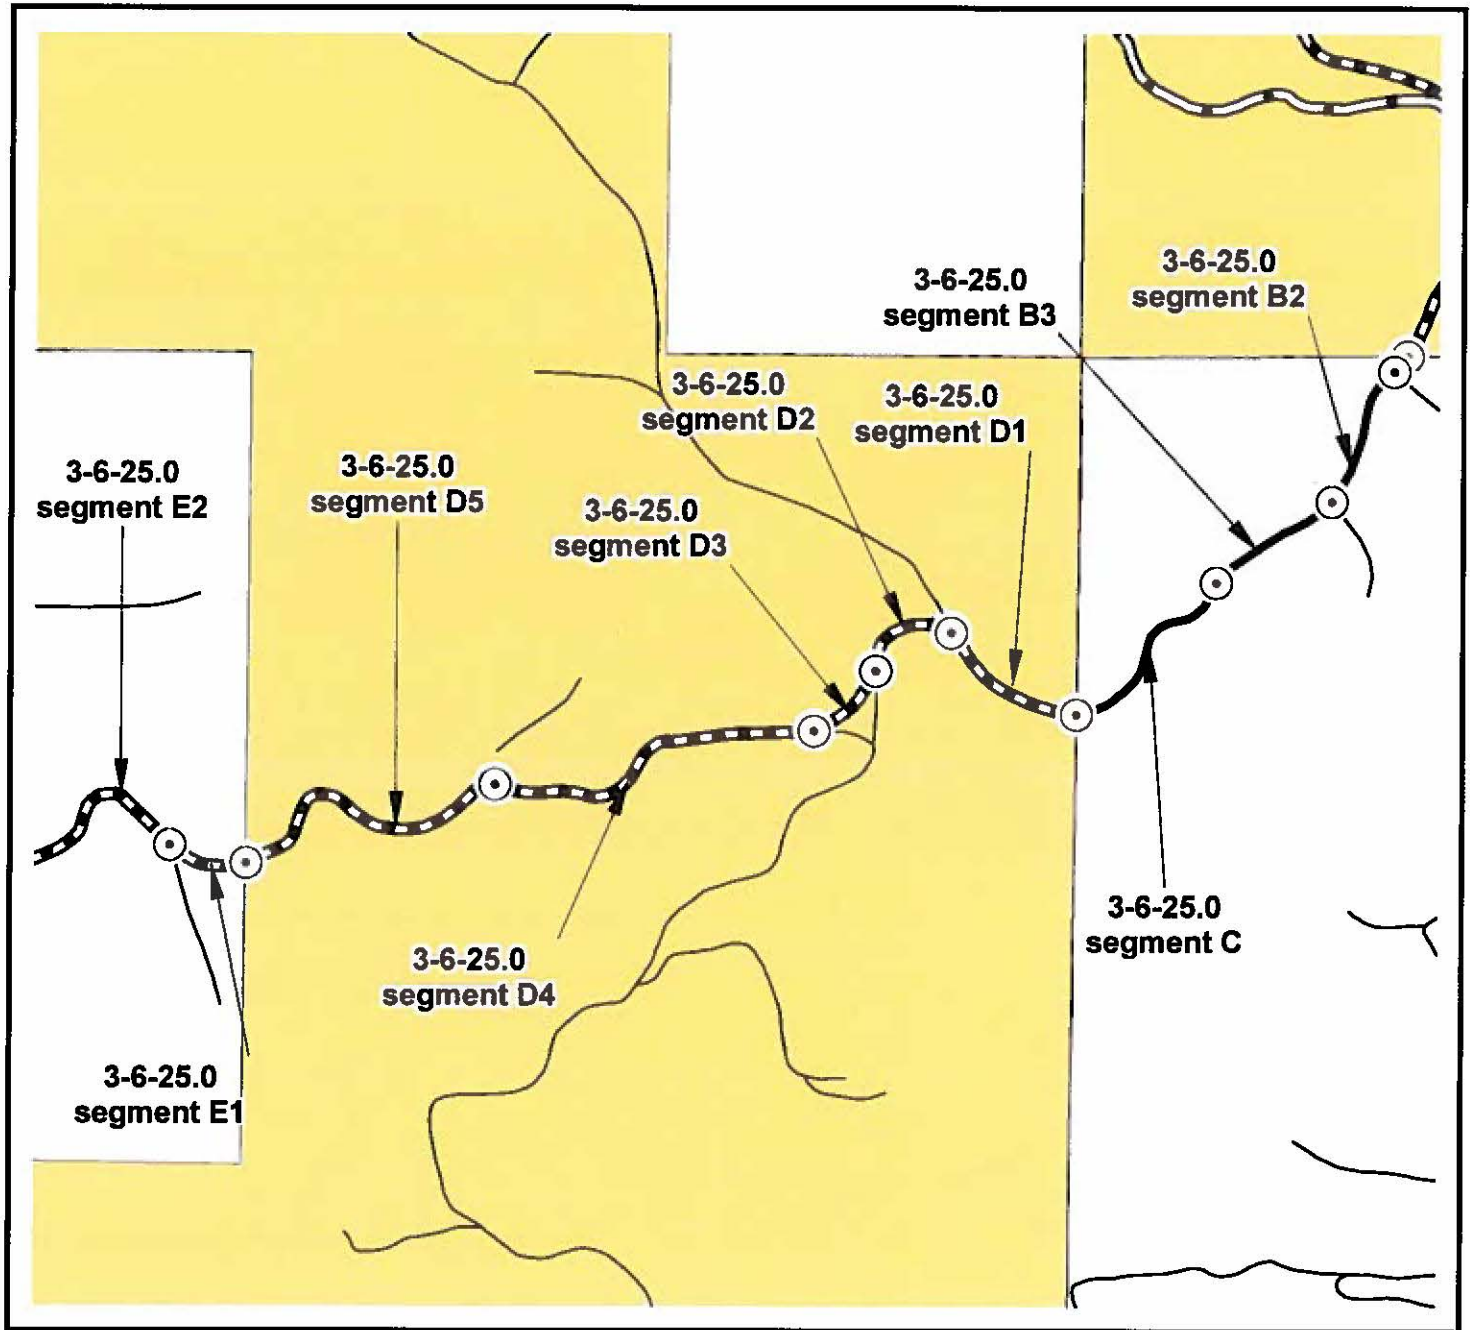 3-6-25.0
segment B2
3-6-25.0
segment B3
3-6-25.0
segment D2
3-6-25.0
segment D1
3-6-25.0
segment E2
3-6-25.0
segment D5
3-6-25.0
segment D3
3-6-25.0
segment C
3-6-25.0
segment D4
3-6-25.0
segment E1